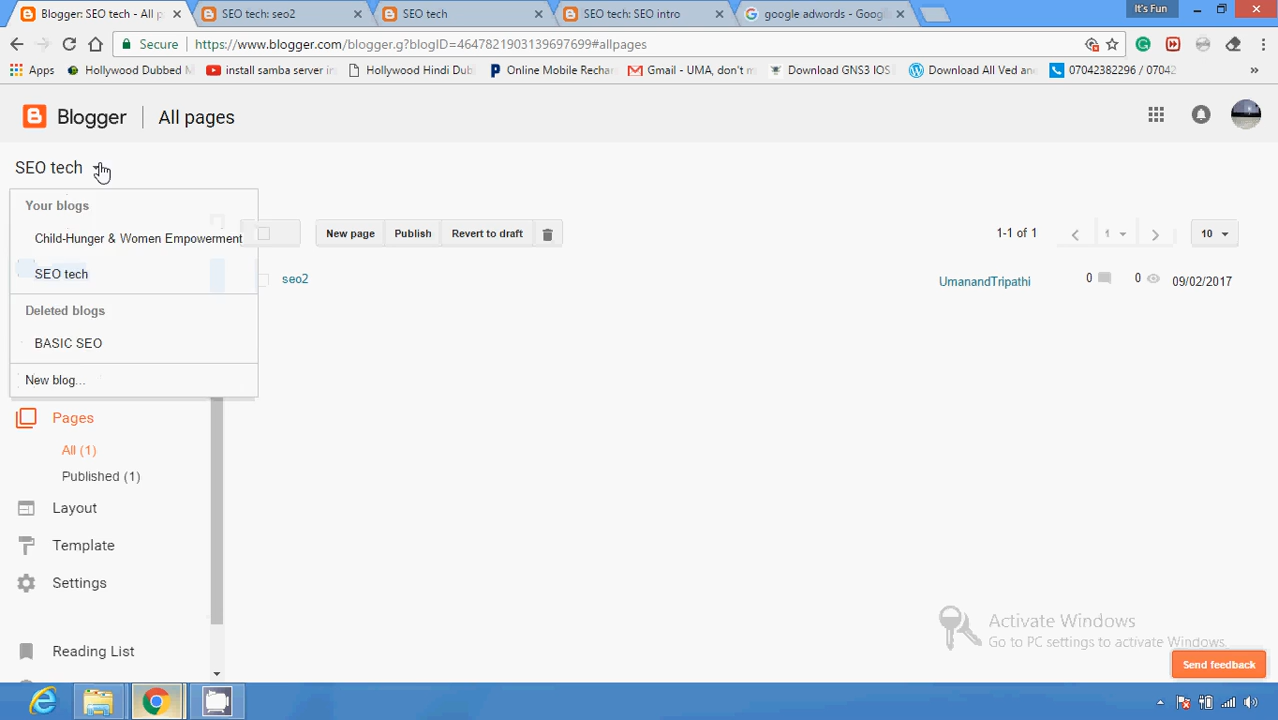 Blogger: SEO tech - All p
SEO tech: seo2
SEO tech
SEO tech: SEO intro
google adwords - Googl
It's Fun
Secure
https://www.blogger.com/blogger.g?blogID=4647821903139697699#allpages
Apps
Hollywood Dubbed M
install samba server in
Hollywood Hindi Dub
Online Mobile Rechar
Gmail - UMA, don't m
Download GNS3 IOS
Download All Ved and
07042382296 / 07042
»
Blogger
All pages
SEO tech
Your blogs
Child-Hunger & Women Empowerment
SEO tech
Deleted blogs
BASIC SEO
New blog...
New page
Publish
Revert to draft
1-1 of 1
1
10
seo2
UmanandTripathi
0
0
09/02/2017
Pages
All (1)
Published (1)
Layout
Template
Settings
Reading List
Activate Windows
Go to PC settings to activate Windows.
Send feedback